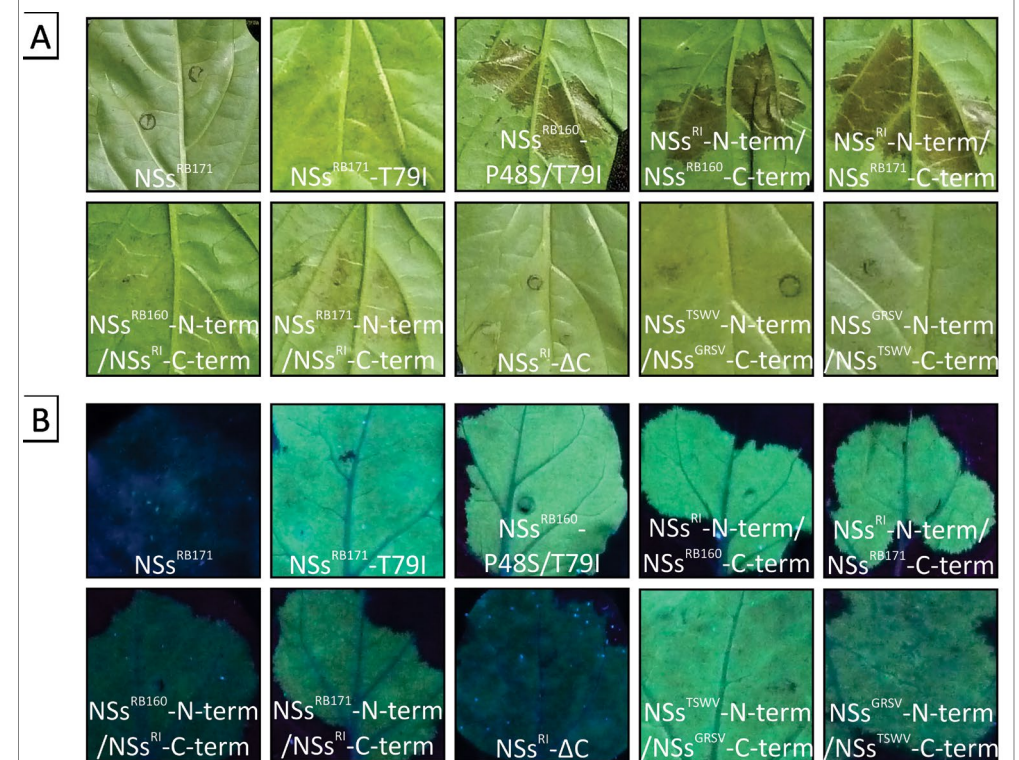 A
NSsRB171
NSsRB171-T79I
NSsRB160-
P48S/T79I
NSsRI-N-term/
NSsRB160-C-term
NSsRI-N-term/
NSsRB171-C-term
NSsRB160-N-term
/NSsRI-C-term
NSsRB171-N-term
/NSsRI-C-term
NSsRI-ΔC
NSsTSWV-N-term
/NSsGRSV-C-term
NSsGRSV-N-term
/NSsTSWV-C-term
B
NSsRB171
NSsRB171-T79I
NSsRB160-
P48S/T79I
NSsRI-N-term/
NSsRB160-C-term
NSsRI-N-term/
NSsRB171-C-term
NSsRB160-N-term
/NSsRI-C-term
NSsRB171-N-term
/NSsRI-C-term
NSsRI-ΔC
NSsTSWV-N-term
/NSsGRSV-C-term
NSsGRSV-N-term
/NSsTSWV-C-term